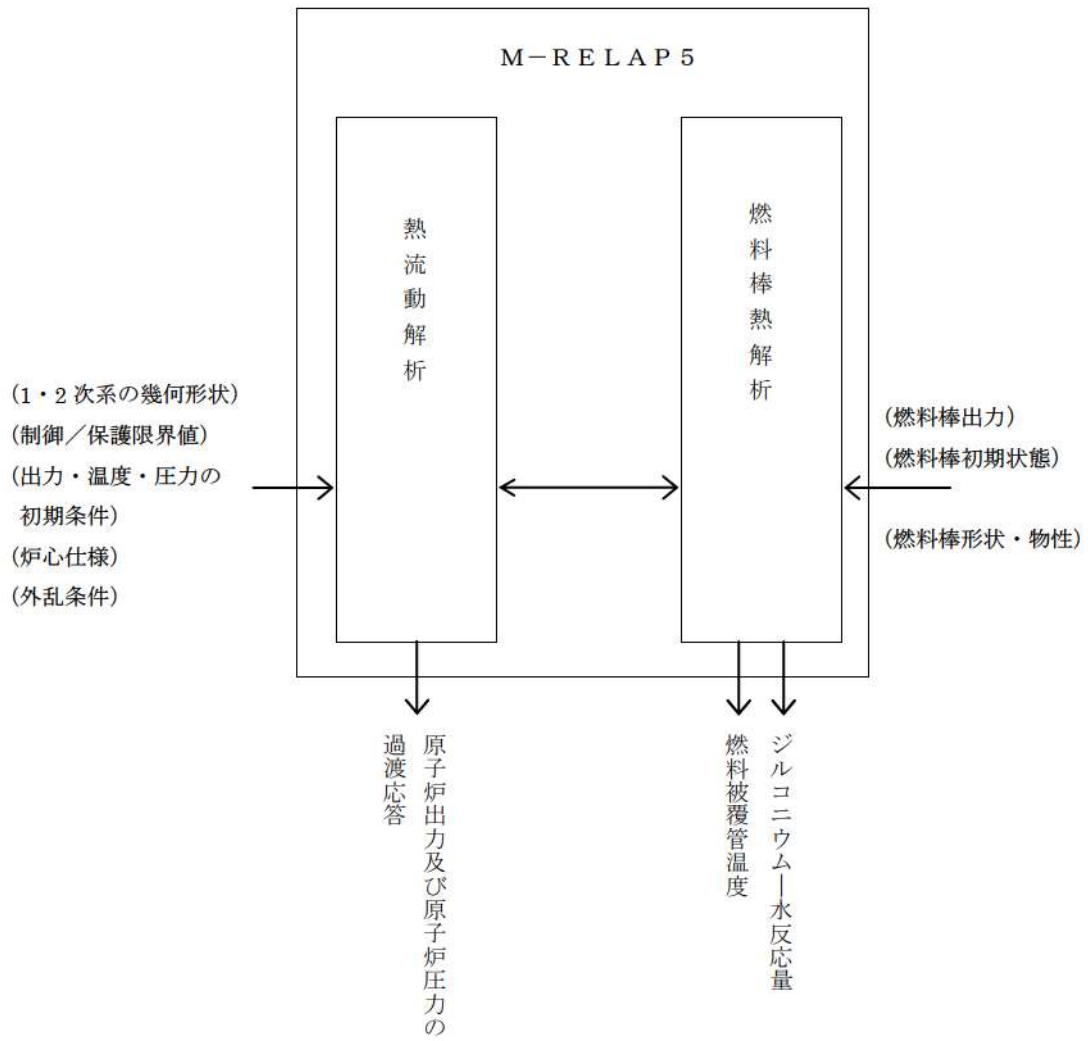 M－RELAP5
熱流動解析
燃料棒熱解析
(1・2 次系の幾何形状)
(制御／保護限界値)
(出力・温度・圧力の
初期条件)
(炉心仕様)
(外乱条件)
(燃料棒出力)
(燃料棒初期状態)
(燃料棒形状・物性)
原子炉出力及び原子炉圧力の
過渡応答
ジルコニウム―水反応量
燃料被覆管温度